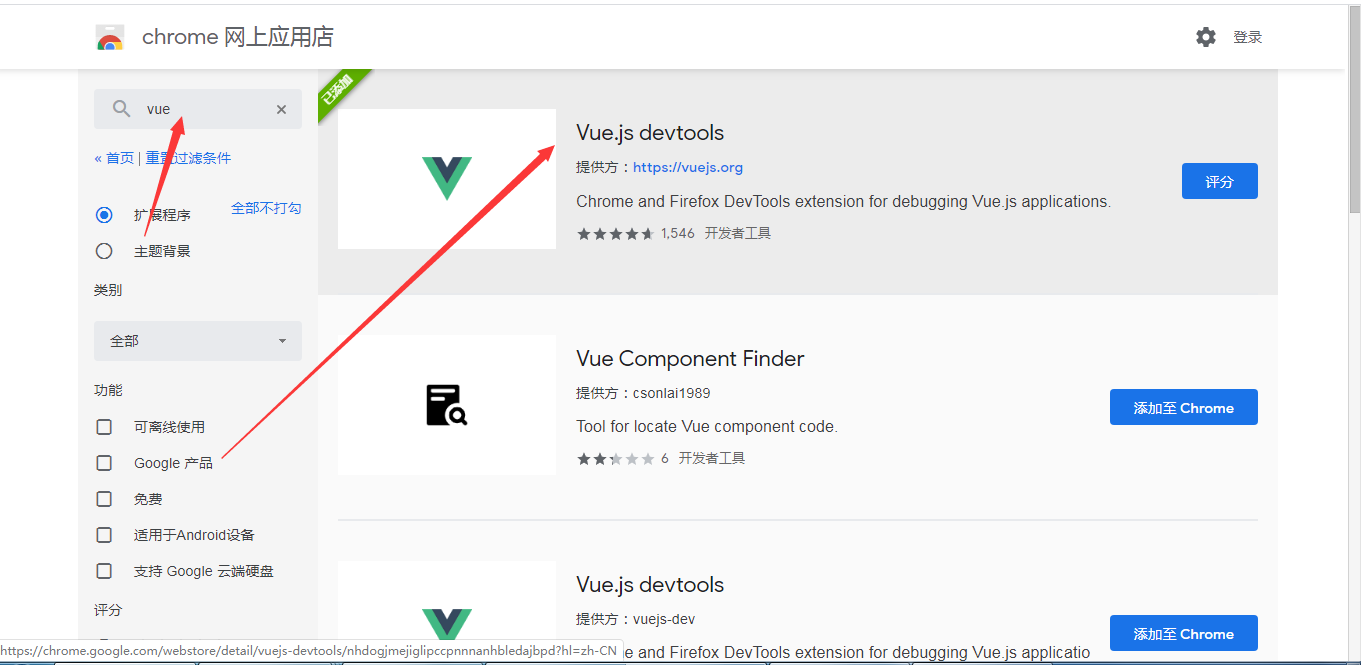 chrome 网上应用店
登录
vue
« 首页 | 重置过滤条件
扩展程序
全部不打勾
主题背景
类别
全部
功能
可离线使用
Google 产品
免费
适用于Android设备
支持 Google 云端硬盘
评分
已添加
Vue.js devtools
提供方：https://vuejs.org
Chrome and Firefox DevTools extension for debugging Vue.js applications.
1,546 开发者工具
评分
Vue Component Finder
提供方：csonlai1989
Tool for locate Vue component code.
6 开发者工具
添加至 Chrome
Vue.js devtools
提供方：vuejs-dev
e and Firefox DevTools extension for debugging Vue.js applicatio
添加至 Chrome
https://chrome.google.com/webstore/detail/vuejs-devtools/nhdogjmejiglipccpnnnanhbledajbpd?hl=zh-CN